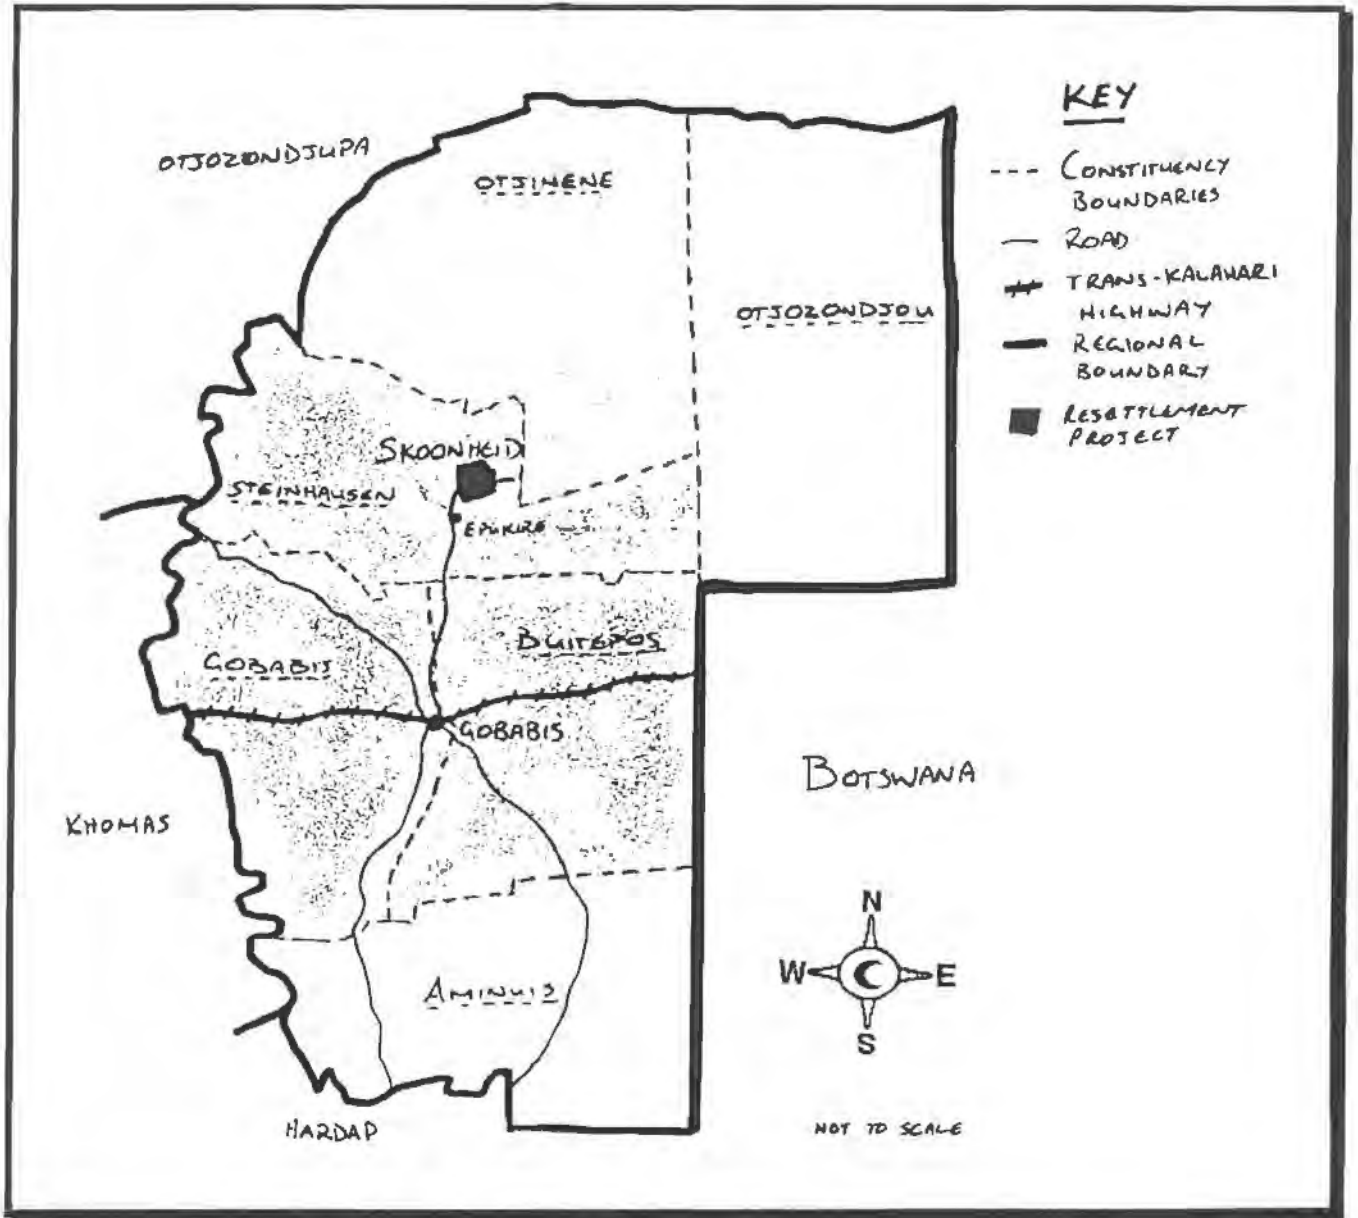 KEY
OTJOZONDJUPA
OTJINENE
--- CONSTITUENCY
BOUNDARIES
— ROAD
TRANS-KALAHARI
HIGHWAY
OTJOZONDJOU
REGIONAL
BOUNDARY
RESETTLEMENT
PROJECT
SKOONHEID
STEINHAUSEN
EPUKIRO
BUITEPOS
GOBABIS
GOBABIS
BOTSWANA
KHOMAS
N
W E
S
AMINUIS
HARDAP
NOT TO SCALE